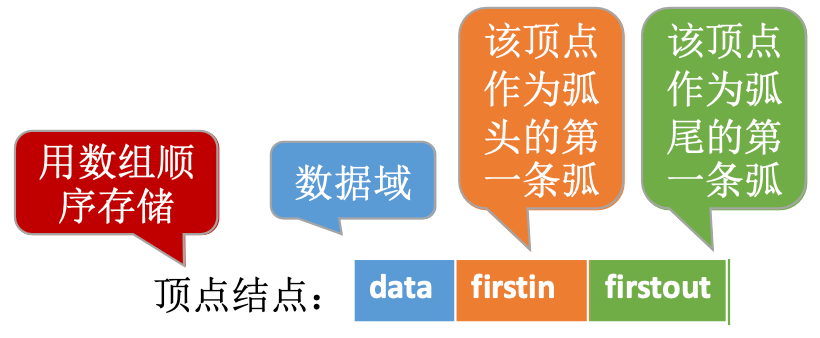 该顶点
作为弧
头的第
一条弧
该顶点
作为弧
尾的第
一条弧
用数组顺
序存储
数据域
顶点结点：
data
firstin
firstout